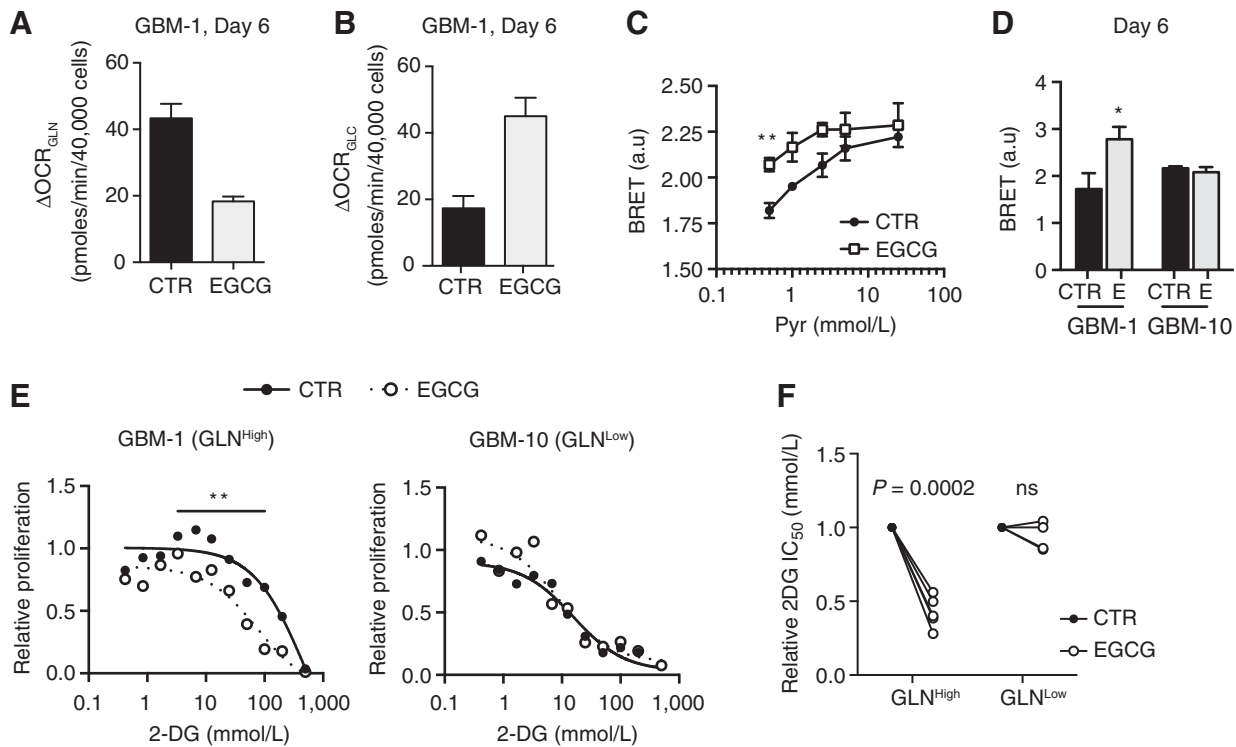 A
GBM-1, Day 6
ΔOCR_GLN
(pmoles/min/40,000 cells)
60
40
20
0
CTR EGCG
B
GBM-1, Day 6
ΔOCR_GLC
(pmoles/min/40,000 cells)
60
40
20
0
CTR EGCG
C
BRET (a.u)
2.50
2.25
2.00
1.75
1.50
**
CTR
EGCG
0.1 1 10 100
Pyr (mmol/L)
D
Day 6
BRET (a.u)
4
3
2
1
0
*
CTR E CTR E
GBM-1 GBM-10
E
CTR EGCG
GBM-1 (GLN^High)
Relative proliferation
1.5
1.0
0.5
0.0
**
0.1 1 10 100 1,000
2-DG (mmol/L)
GBM-10 (GLN^Low)
Relative proliferation
1.5
1.0
0.5
0.0
0.1 1 10 100 1,000
2-DG (mmol/L)
F
Relative 2DG IC_50 (mmol/L)
1.5
1.0
0.5
0.0
P = 0.0002 ns
CTR
EGCG
GLN^High GLN^Low